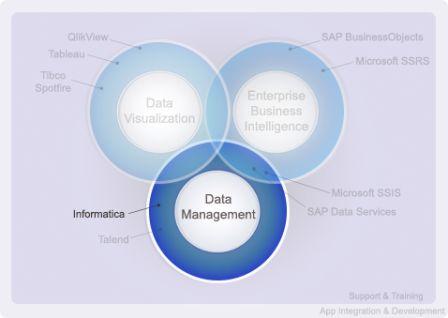 QlikView
Tableau
Tibco
Spotfire
SAP BusinessObjects
Microsoft SSRS
Data
Visualization
Enterprise
Business
Intelligence
Data
Management
Microsoft SSIS
SAP Data Services
Informatica
Talend
Support & Training
App Integration & Development